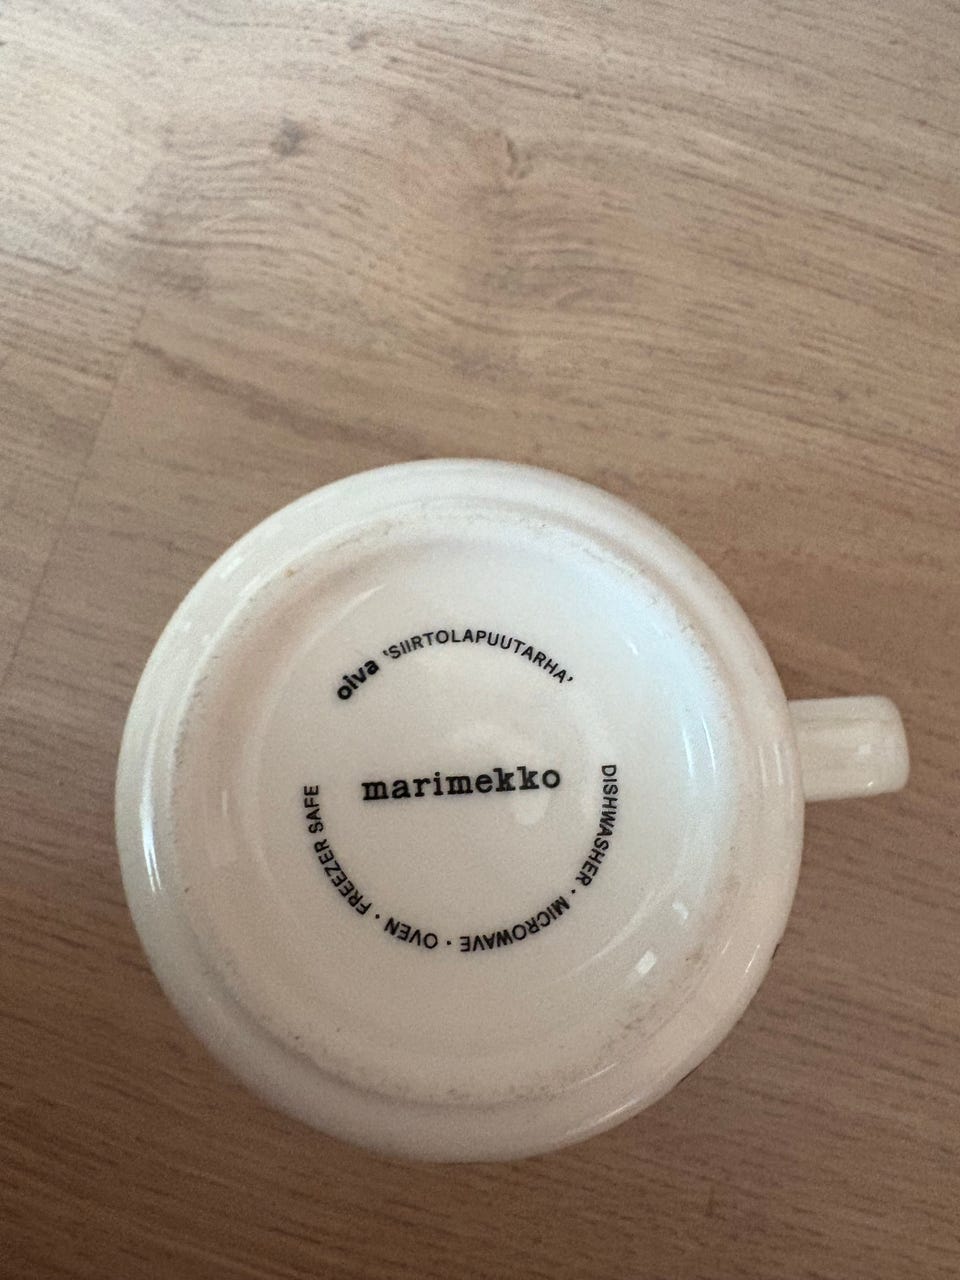 oiva 'SIIRTOLAPUUTARHA'
marimekko
DISHWASHER · MICROWAVE · OVEN · FREEZER SAFE